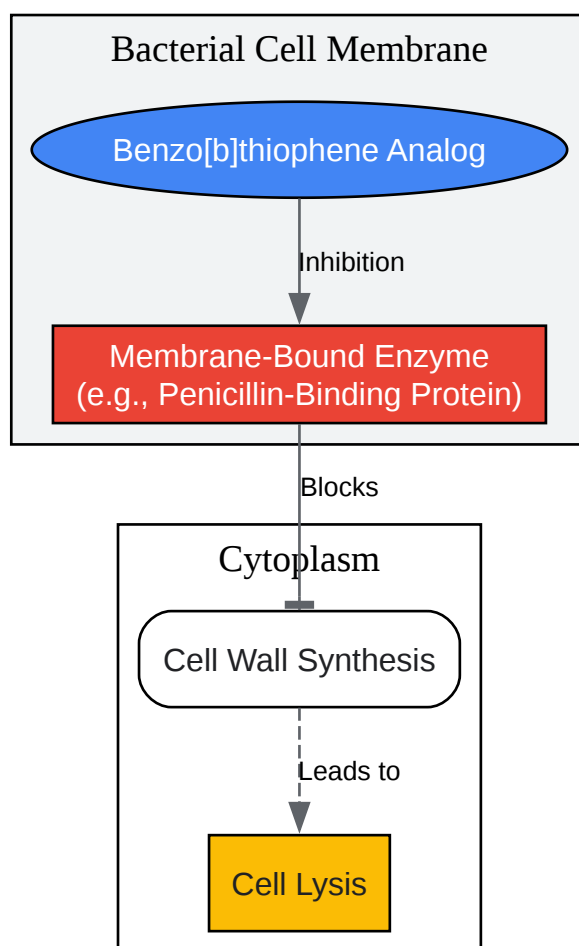 Bacterial Cell Membrane
Benzo[b]thiophene Analog
Inhibition
Membrane-Bound Enzyme
(e.g., Penicillin-Binding Protein)
Blocks
Cytoplasm
Cell Wall Synthesis
Leads to
Cell Lysis